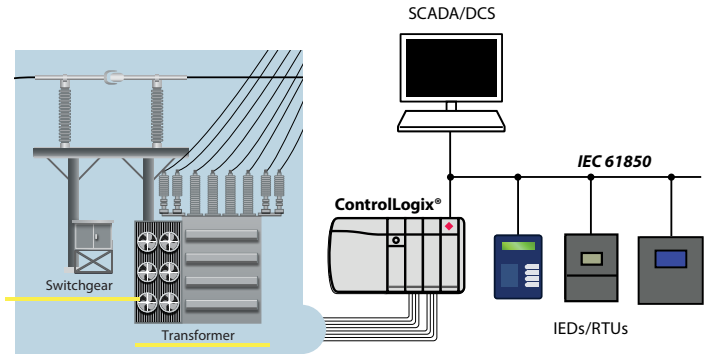 SCADA/DCS
IEC 61850
ControlLogix®
Switchgear
Transformer
IEDs/RTUs